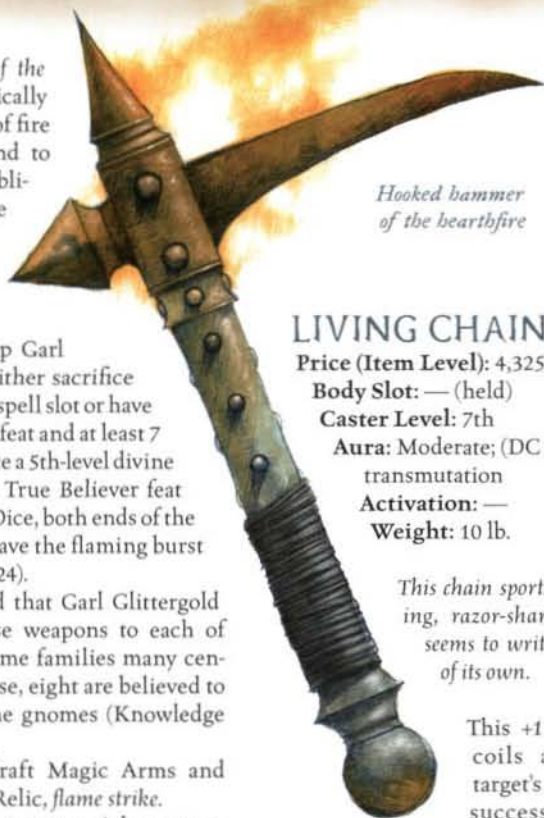 f the
ically
of fire
nd to
bli-
e
p Garl
ither sacrifice
spell slot or have
feat and at least 7
e a 5th-level divine
True Believer feat
Dice, both ends of the
ave the flaming burst
24).
d that Garl Glittergold
se weapons to each of
me families many cen-
se, eight are believed to
ne gnomes (Knowledge
raft Magic Arms and
Relic, flame strike.
Hooked hammer
of the hearthfire
LIVING CHAIN
Price (Item Level): 4,325
Body Slot: — (held)
Caster Level: 7th
Aura: Moderate; (DC
transmutation
Activation: —
Weight: 10 lb.
This chain sport
ing, razor-shar
seems to writ
of its own.
This +1
coils a
target's
success